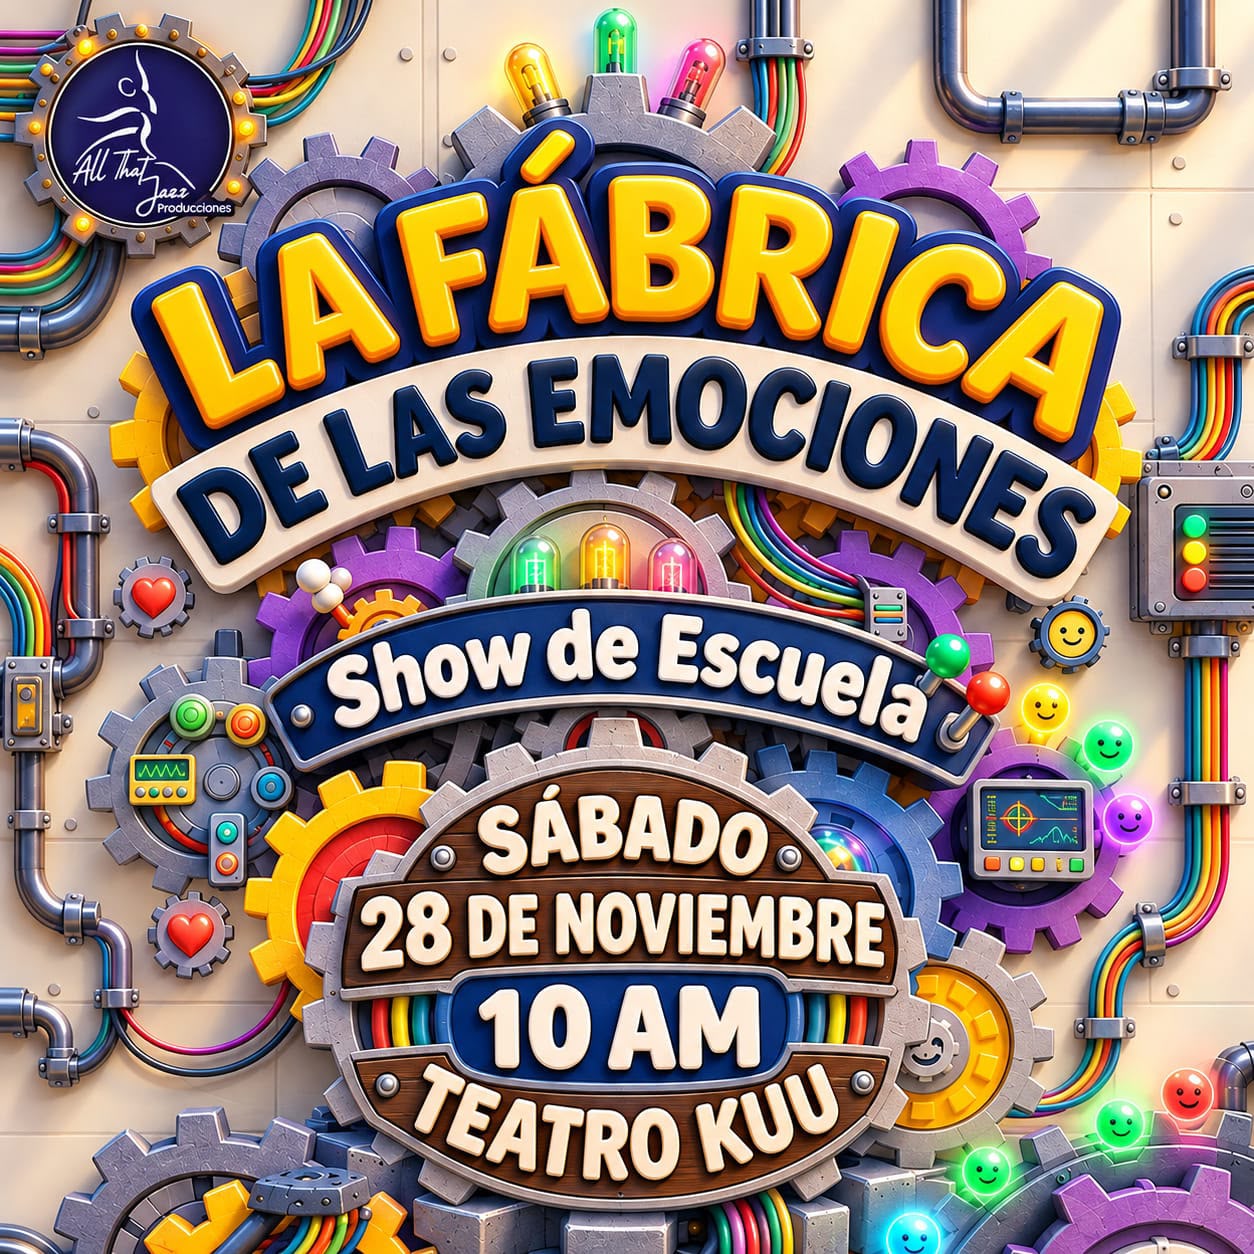 All That
Jazz
Producciones
LA FÁBRICA
DE LAS EMOCIONES
Show de Escuela
SÁBADO
28 DE NOVIEMBRE
10 AM
TEATRO KUU